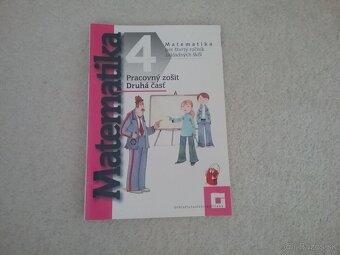 Matematika
4
Matematika
pre štvrtý ročník
základných škôl
Pracovný zošit
Druhá časť